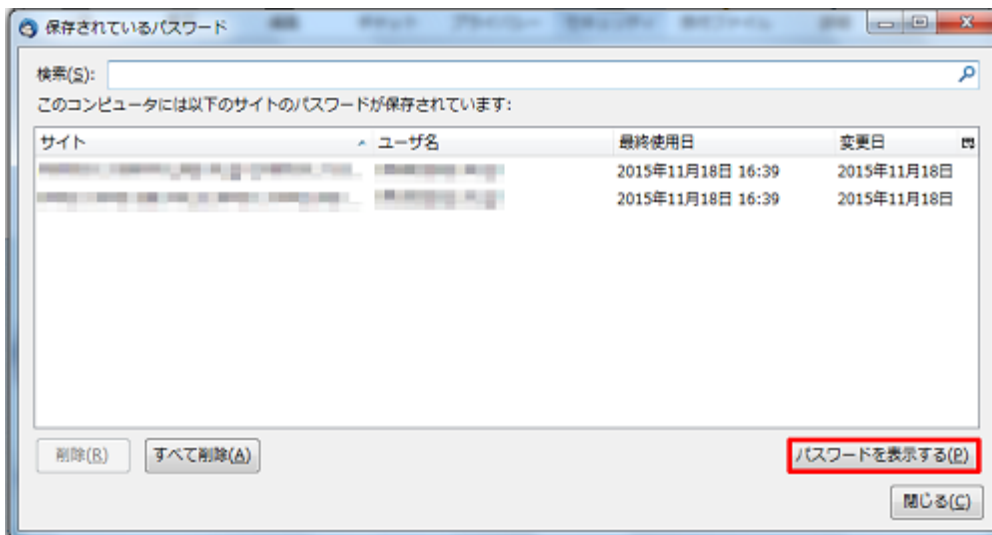 保存されているパスワード
検索(S):
このコンピュータには以下のサイトのパスワードが保存されています:
サイト ユーザ名 最終使用日 変更日
2015年11月18日 16:39 2015年11月18日
2015年11月18日 16:39 2015年11月18日
削除(R) すべて削除(A) パスワードを表示する(P)
閉じる(C)